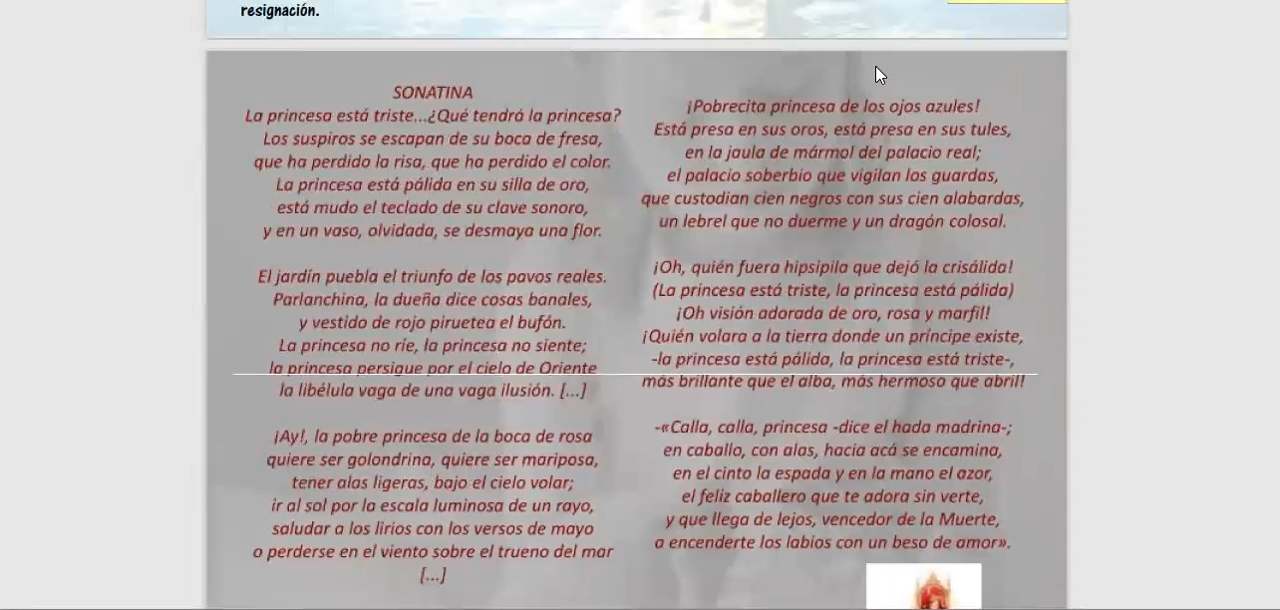 resignación.
SONATINA
La princesa está triste...¿Qué tendrá la princesa?
Los suspiros se escapan de su boca de fresa,
que ha perdido la risa, que ha perdido el color.
La princesa está pálida en su silla de oro,
está mudo el teclado de su clave sonoro,
y en un vaso, olvidada, se desmaya una flor.
El jardín puebla el triunfo de los pavos reales.
Parlanchina, la dueña dice cosas banales,
y vestido de rojo piruetea el bufón.
La princesa no ríe, la princesa no siente;
la princesa persigue por el cielo de Oriente
la libélula vaga de una vaga ilusión. [...]
¡Ay!, la pobre princesa de la boca de rosa
quiere ser golondrina, quiere ser mariposa,
tener alas ligeras, bajo el cielo volar;
ir al sol por la escala luminosa de un rayo,
saludar a los lirios con los versos de mayo
o perderse en el viento sobre el trueno del mar
[...]
¡Pobrecita princesa de los ojos azules!
Está presa en sus oros, está presa en sus tules,
en la jaula de mármol del palacio real;
el palacio soberbio que vigilan los guardas,
que custodian cien negros con sus cien alabardas,
un lebrel que no duerme y un dragón colosal.
¡Oh, quién fuera hipsipila que dejó la crisálida!
(La princesa está triste, la princesa está pálida)
¡Oh visión adorada de oro, rosa y marfil!
¡Quién volara a la tierra donde un príncipe existe,
-la princesa está pálida, la princesa está triste-,
más brillante que el alba, más hermoso que abril!
-«Calla, calla, princesa -dice el hada madrina-;
en caballo, con alas, hacia acá se encamina,
en el cinto la espada y en la mano el azor,
el feliz caballero que te adora sin verte,
y que llega de lejos, vencedor de la Muerte,
a encenderte los labios con un beso de amor».